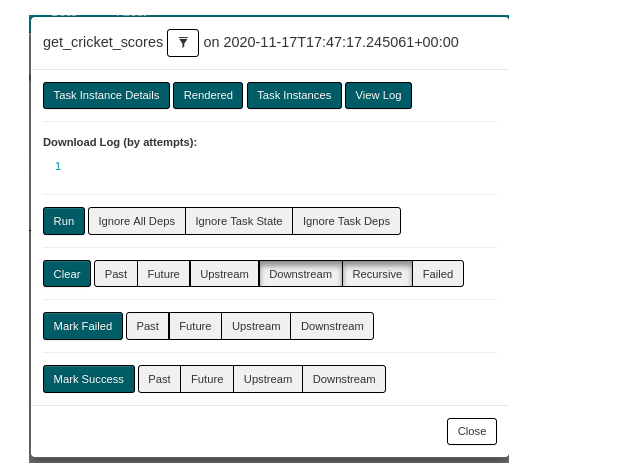 get_cricket_scores on 2020-11-17T17:47:17.245061+00:00
Task Instance Details Rendered Task Instances View Log
Download Log (by attempts):
1
Run Ignore All Deps Ignore Task State Ignore Task Deps
Clear Past Future Upstream Downstream Recursive Failed
Mark Failed Past Future Upstream Downstream
Mark Success Past Future Upstream Downstream
Close